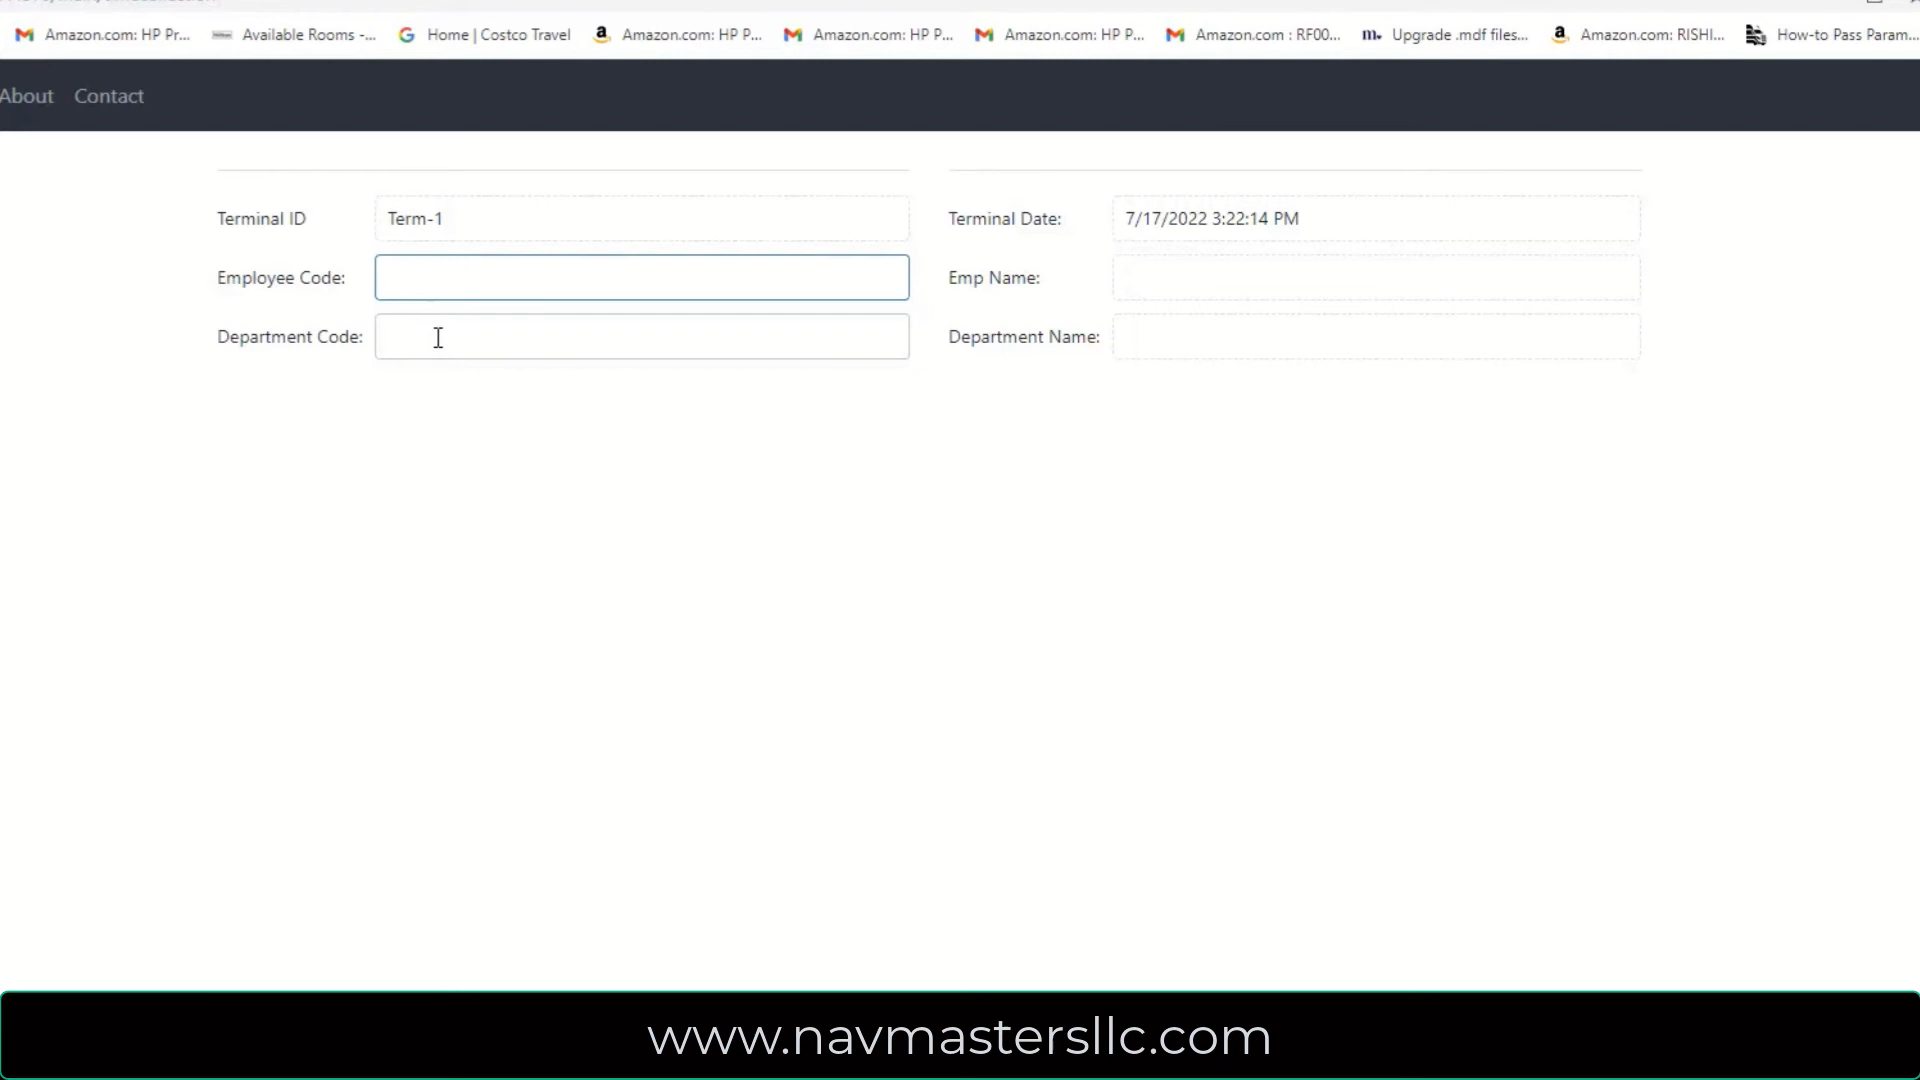 Amazon.com: HP Pr... Available Rooms -... Home | Costco Travel Amazon.com: HP P... Amazon.com: HP P... Amazon.com: HP P... Amazon.com : RF00... m. Upgrade .mdf files... Amazon.com: RISHI... How-to Pass Param...
About Contact
Terminal ID Term-1 Terminal Date: 7/17/2022 3:22:14 PM
Employee Code: Emp Name:
Department Code: Department Name:
www.navmastersllc.com